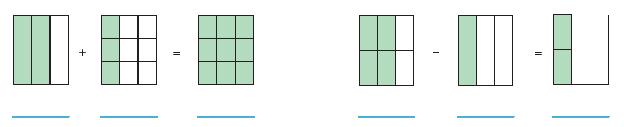 + = − =